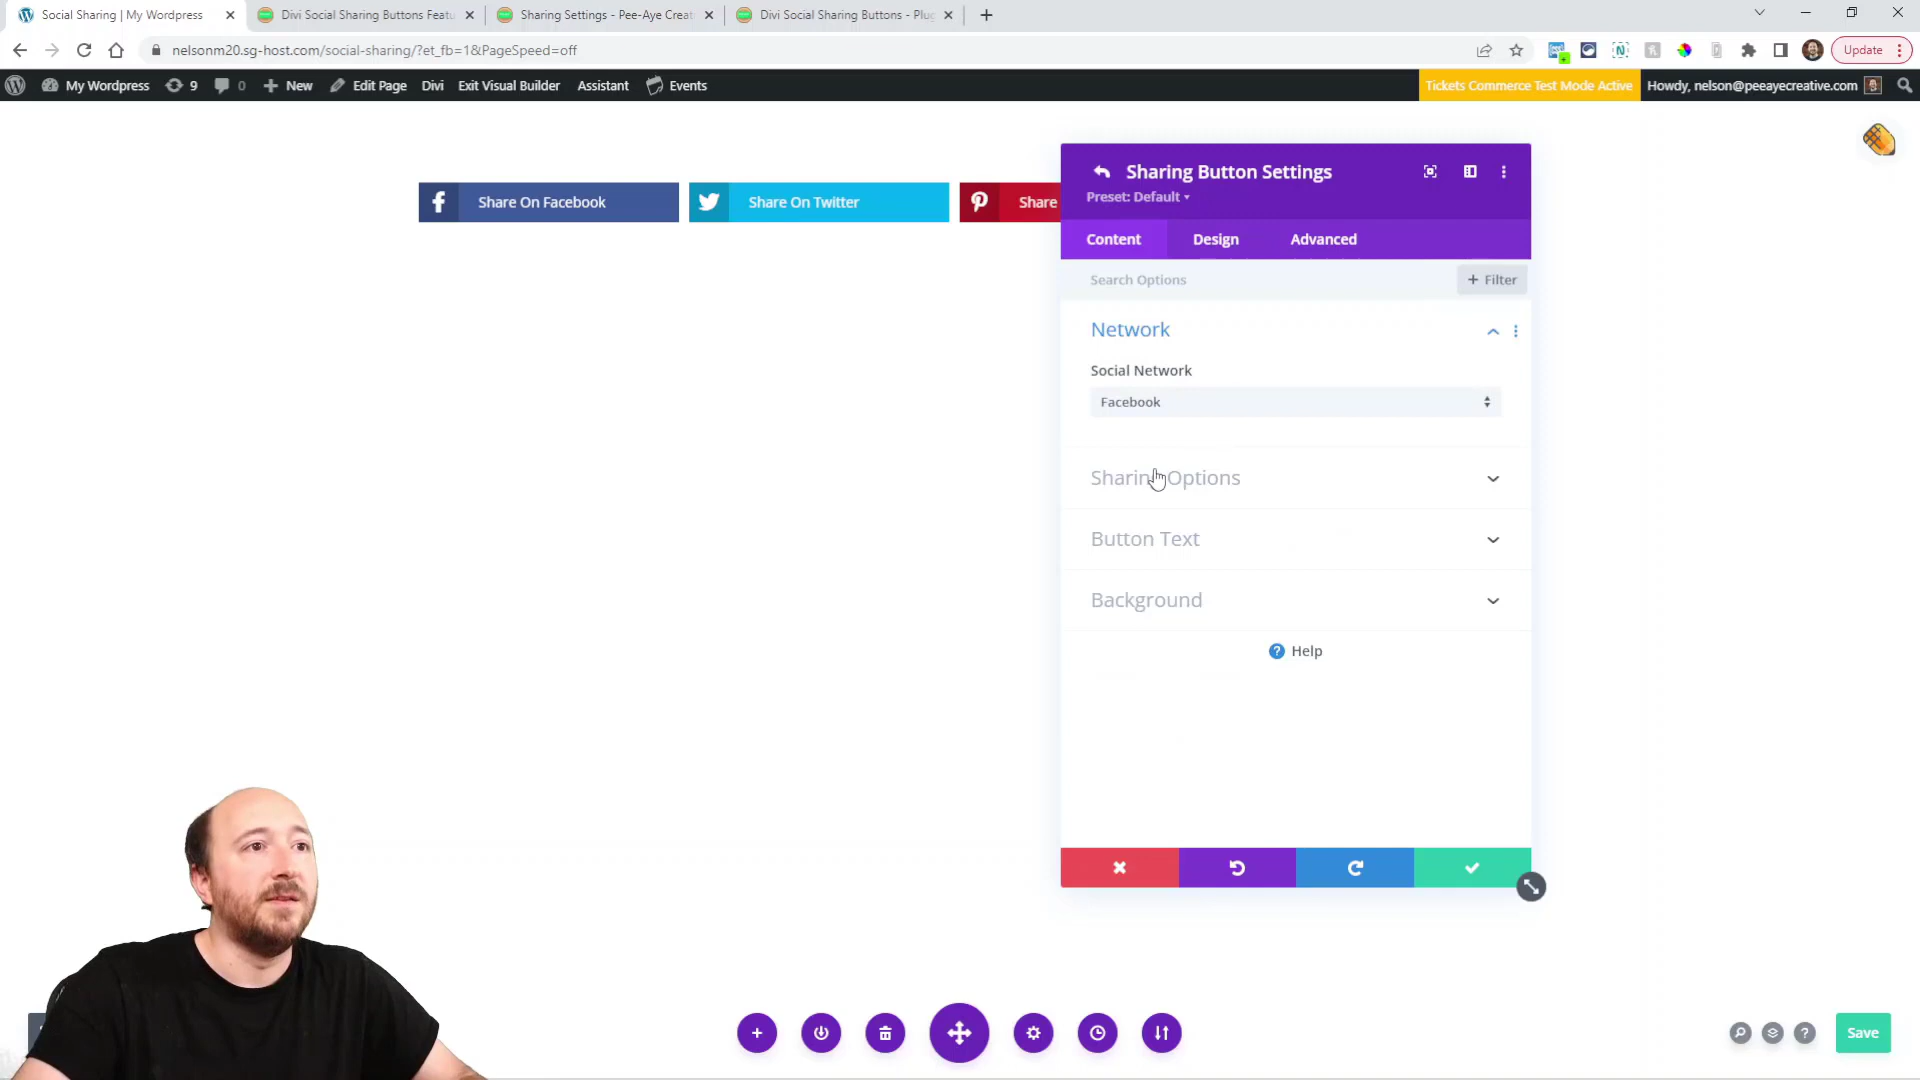 Social Sharing | My Wordpress
Divi Social Sharing Buttons Featu
Sharing Settings - Pee-Aye Creat
Divi Social Sharing Buttons - Plug
nelsonm20.sg-host.com/social-sharing/?et_fb=1&PageSpeed=off
Update
My Wordpress
9
0
New
Edit Page
Divi
Exit Visual Builder
Assistant
Events
Tickets Commerce Test Mode Active
Howdy, nelson@peeayecreative.com
Share On Facebook
Share On Twitter
Share
Sharing Button Settings
Preset: Default
Content
Design
Advanced
Search Options
+ Filter
Network
Social Network
Facebook
Sharing Options
Button Text
Background
Help
Save